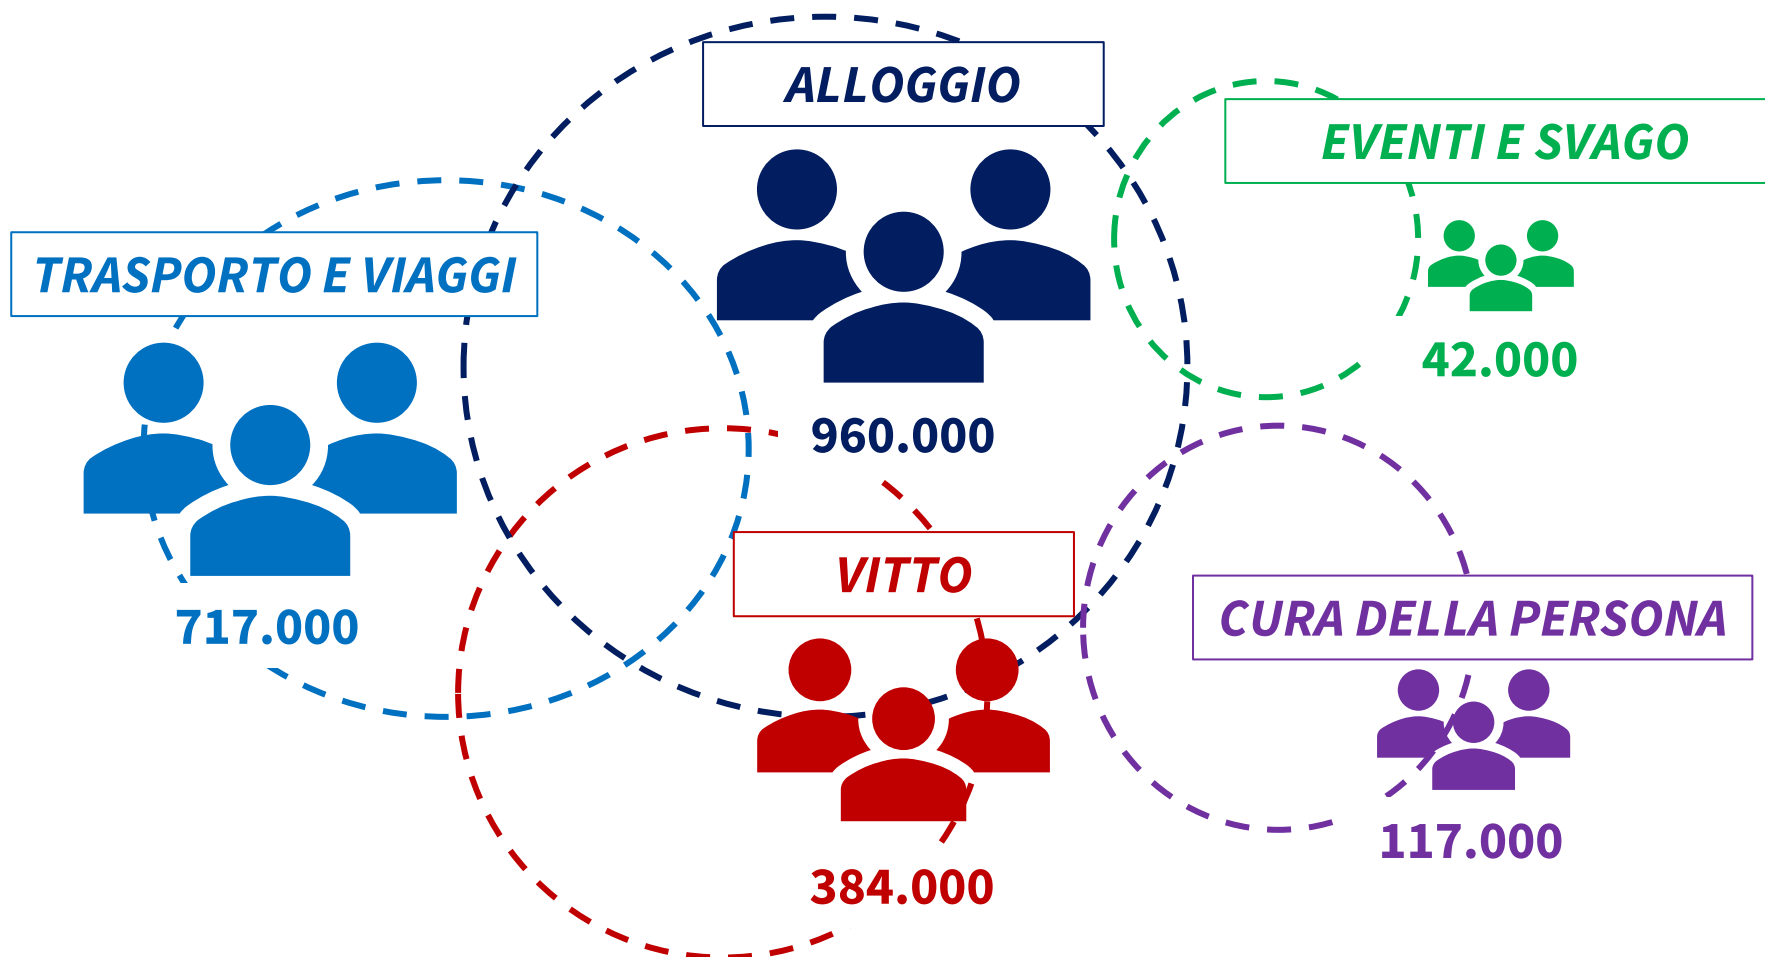 ALLOGGIO
960.000
EVENTI E SVAGO
42.000
TRASPORTO E VIAGGI
717.000
VITTO
384.000
CURA DELLA PERSONA
117.000